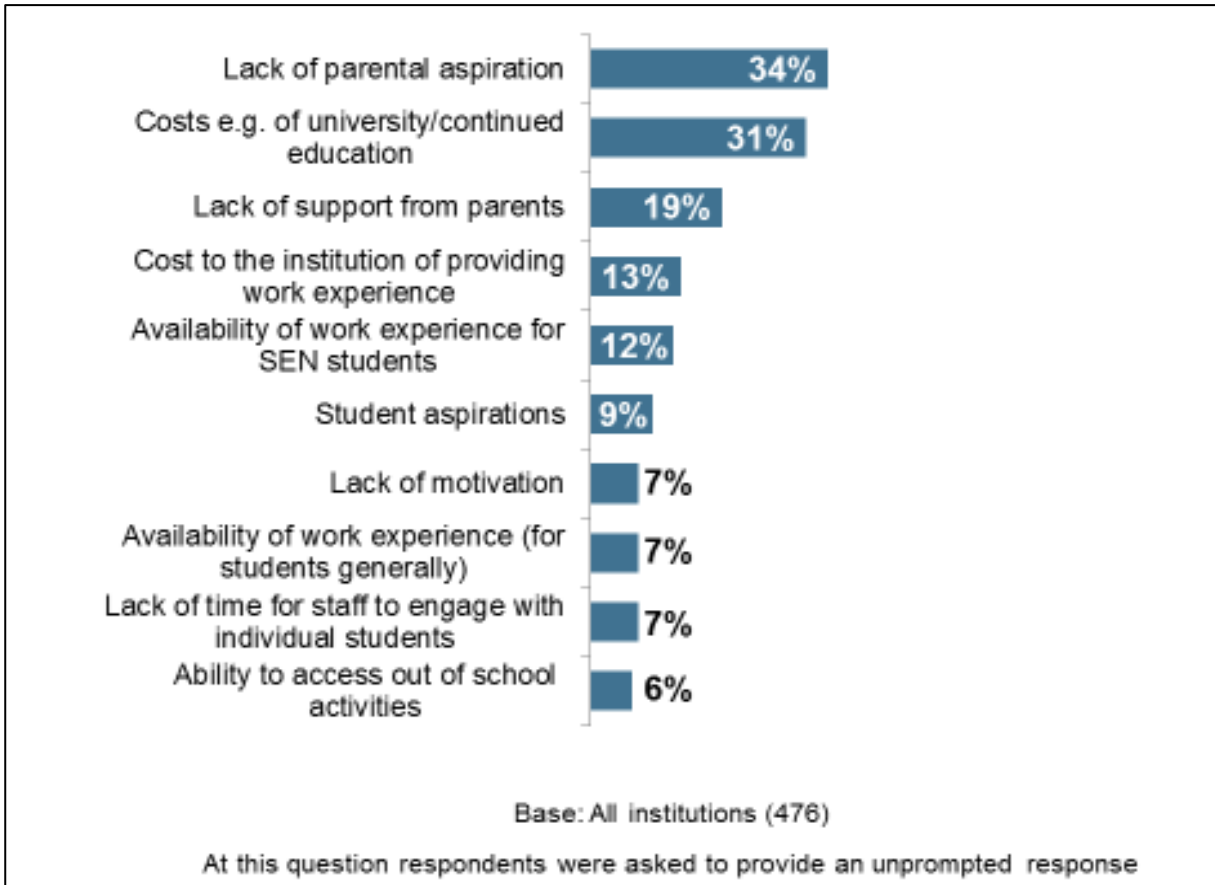 Lack of parental aspiration
34%
Costs e.g. of university/continued
education
31%
Lack of support from parents
19%
Cost to the institution of providing
work experience
13%
Availability of work experience for
SEN students
12%
Student aspirations
9%
Lack of motivation
7%
Availability of work experience (for
students generally)
7%
Lack of time for staff to engage with
individual students
7%
Ability to access out of school
activities
6%
Base: All institutions (476)
At this question respondents were asked to provide an unprompted response